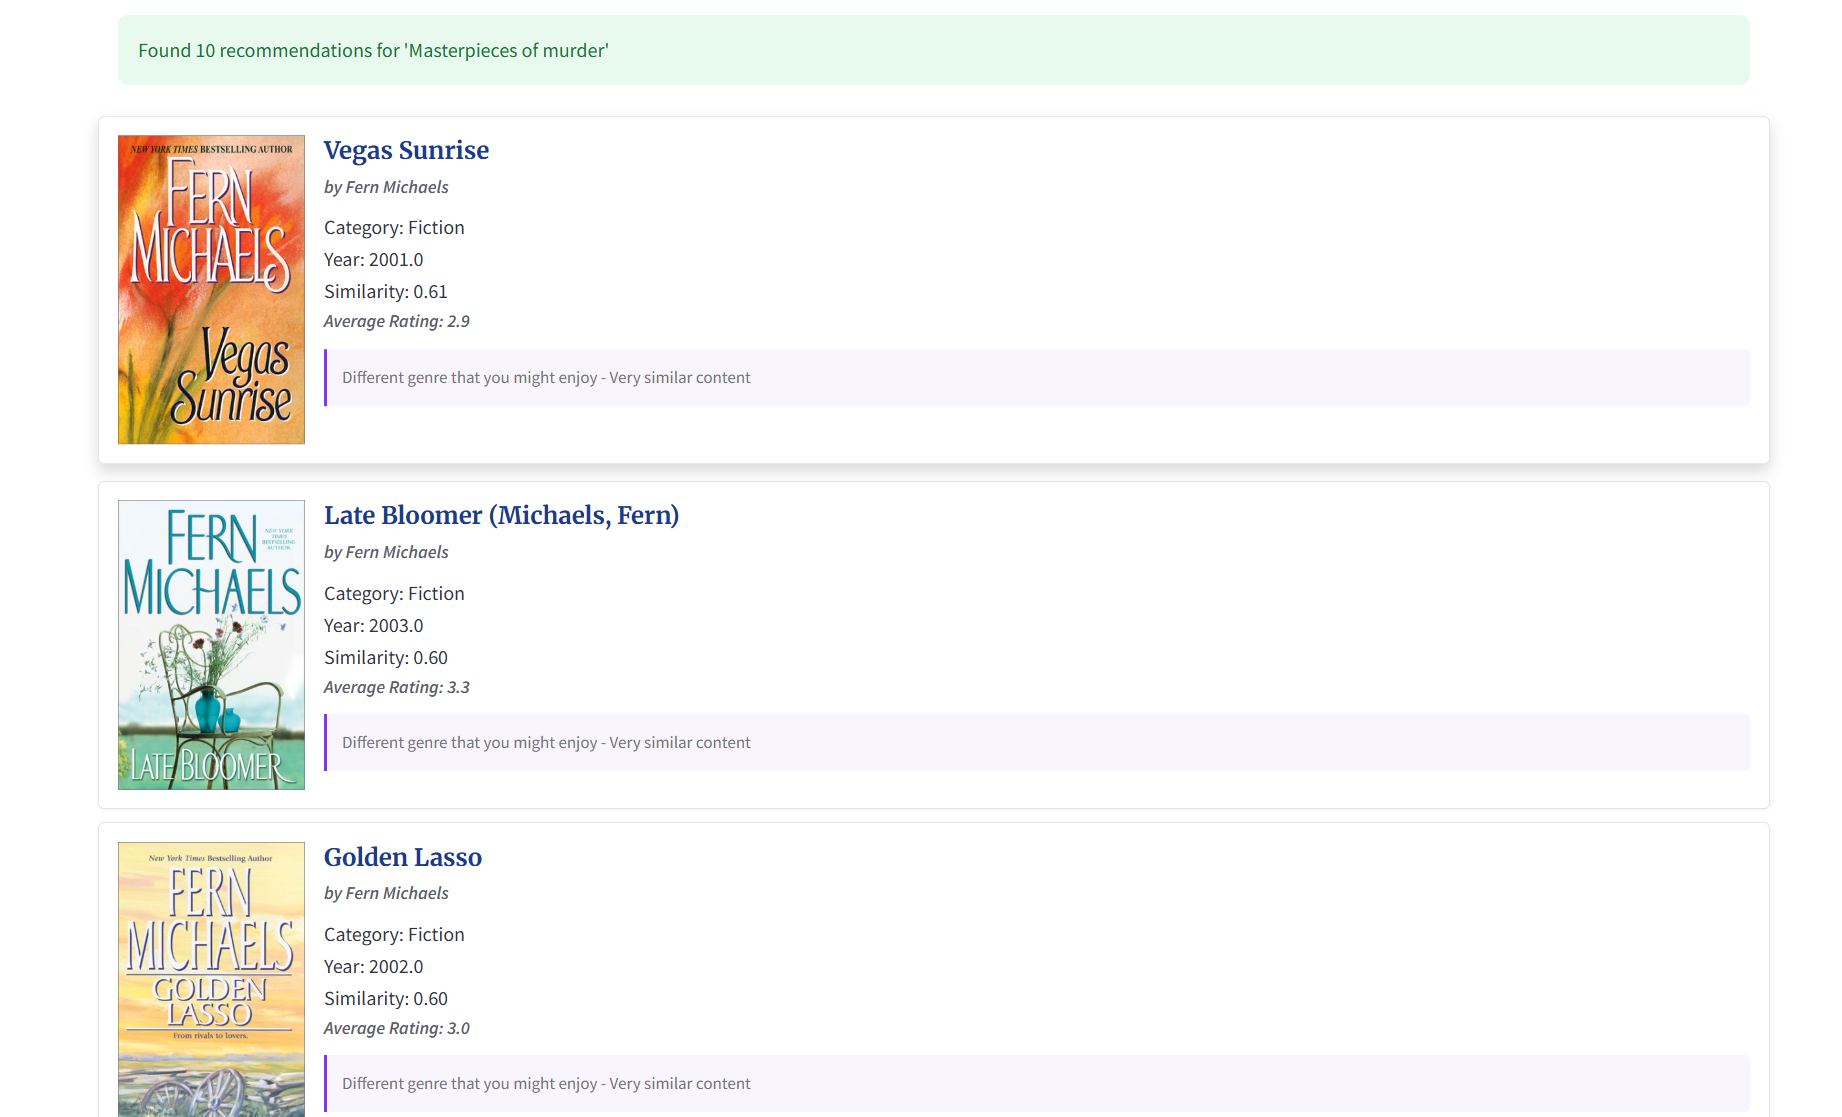 Found 10 recommendations for 'Masterpieces of murder'
NEW YORK TIMES BESTSELLING AUTHOR
FERN
MICHAELS
Vegas
Sunrise
Vegas Sunrise
by Fern Michaels
Category: Fiction
Year: 2001.0
Similarity: 0.61
Average Rating: 2.9
Different genre that you might enjoy - Very similar content
FERN
NEW YORK
TIMES
BESTSELLING
AUTHOR
MICHAELS
LATE BLOOMER
Late Bloomer (Michaels, Fern)
by Fern Michaels
Category: Fiction
Year: 2003.0
Similarity: 0.60
Average Rating: 3.3
Different genre that you might enjoy - Very similar content
New York Times Bestselling Author
FERN
MICHAELS
GOLDEN
LASSO
From rivals to lovers.
Golden Lasso
by Fern Michaels
Category: Fiction
Year: 2002.0
Similarity: 0.60
Average Rating: 3.0
Different genre that you might enjoy - Very similar content